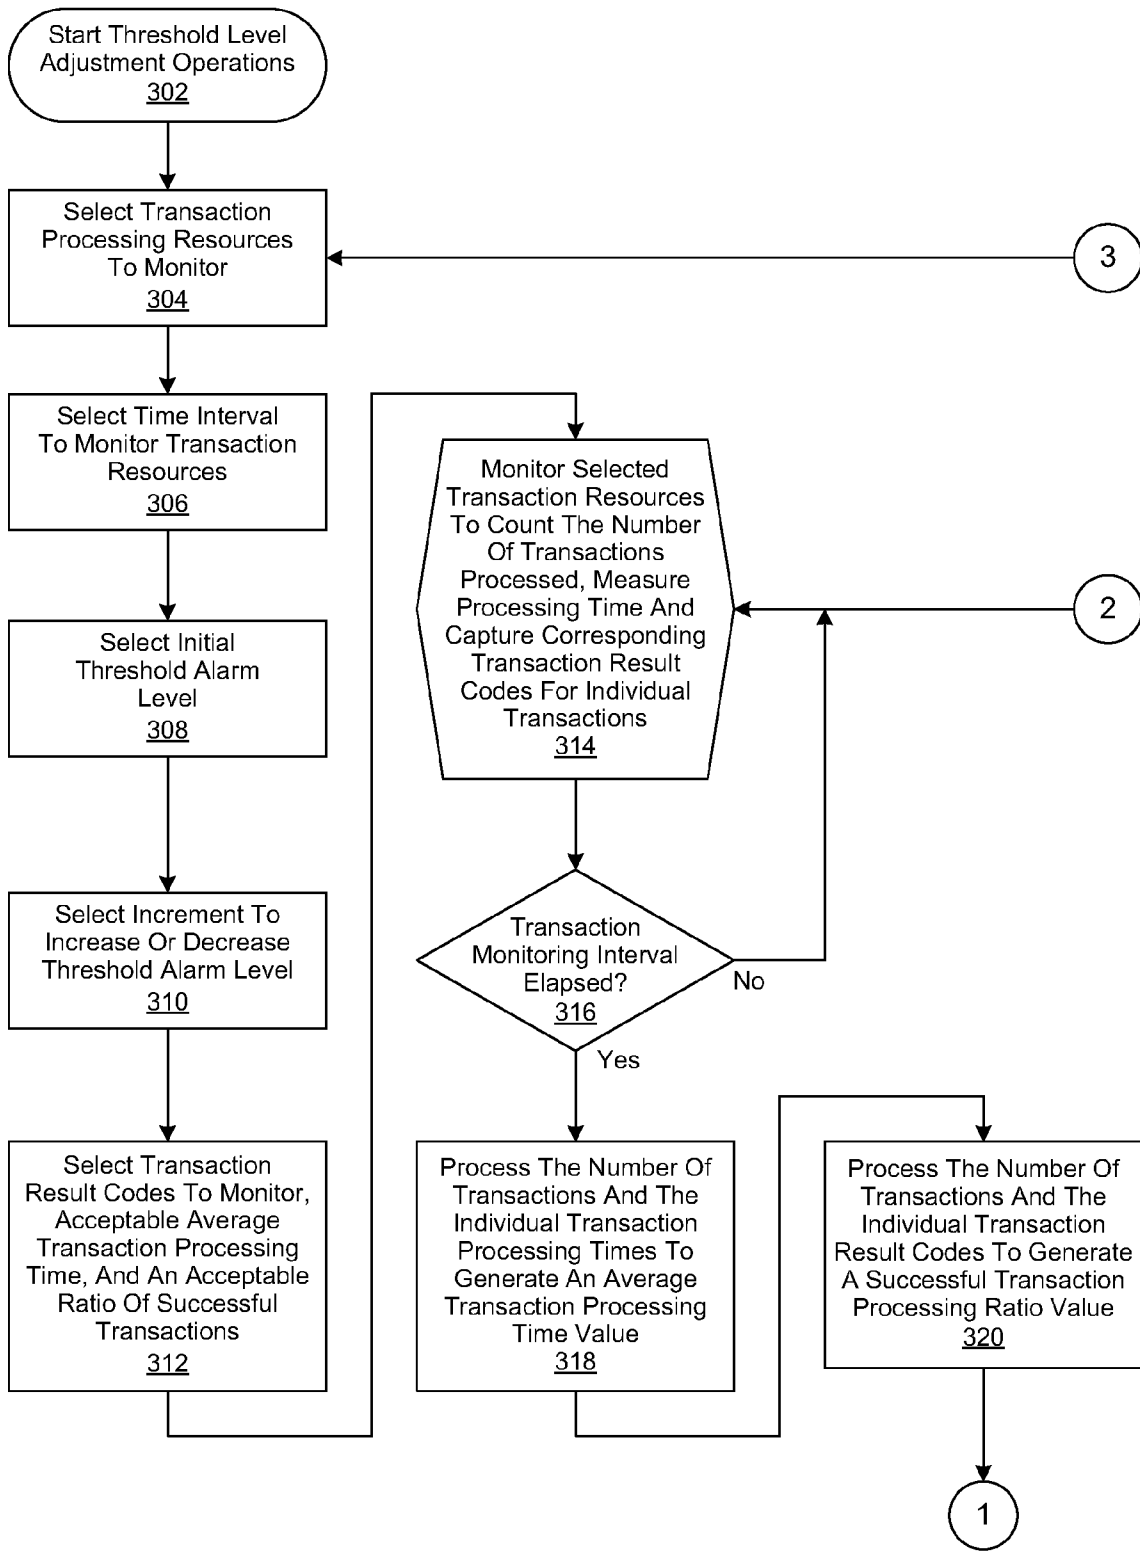 Start Threshold Level
Adjustment Operations
302
Select Transaction
Processing Resources
To Monitor
304
3
Select Time Interval
To Monitor Transaction
Resources
306
Select Initial
Threshold Alarm
Level
308
Select Increment To
Increase Or Decrease
Threshold Alarm Level
310
Select Transaction
Result Codes To Monitor,
Acceptable Average
Transaction Processing
Time, And An Acceptable
Ratio Of Successful
Transactions
312
Monitor Selected
Transaction Resources
To Count The Number
Of Transactions
Processed, Measure
Processing Time And
Capture Corresponding
Transaction Result
Codes For Individual
Transactions
314
2
Transaction
Monitoring Interval
Elapsed?
316
No
Yes
Process The Number Of
Transactions And The
Individual Transaction
Processing Times To
Generate An Average
Transaction Processing
Time Value
318
Process The Number Of
Transactions And The
Individual Transaction
Result Codes To Generate
A Successful Transaction
Processing Ratio Value
320
1